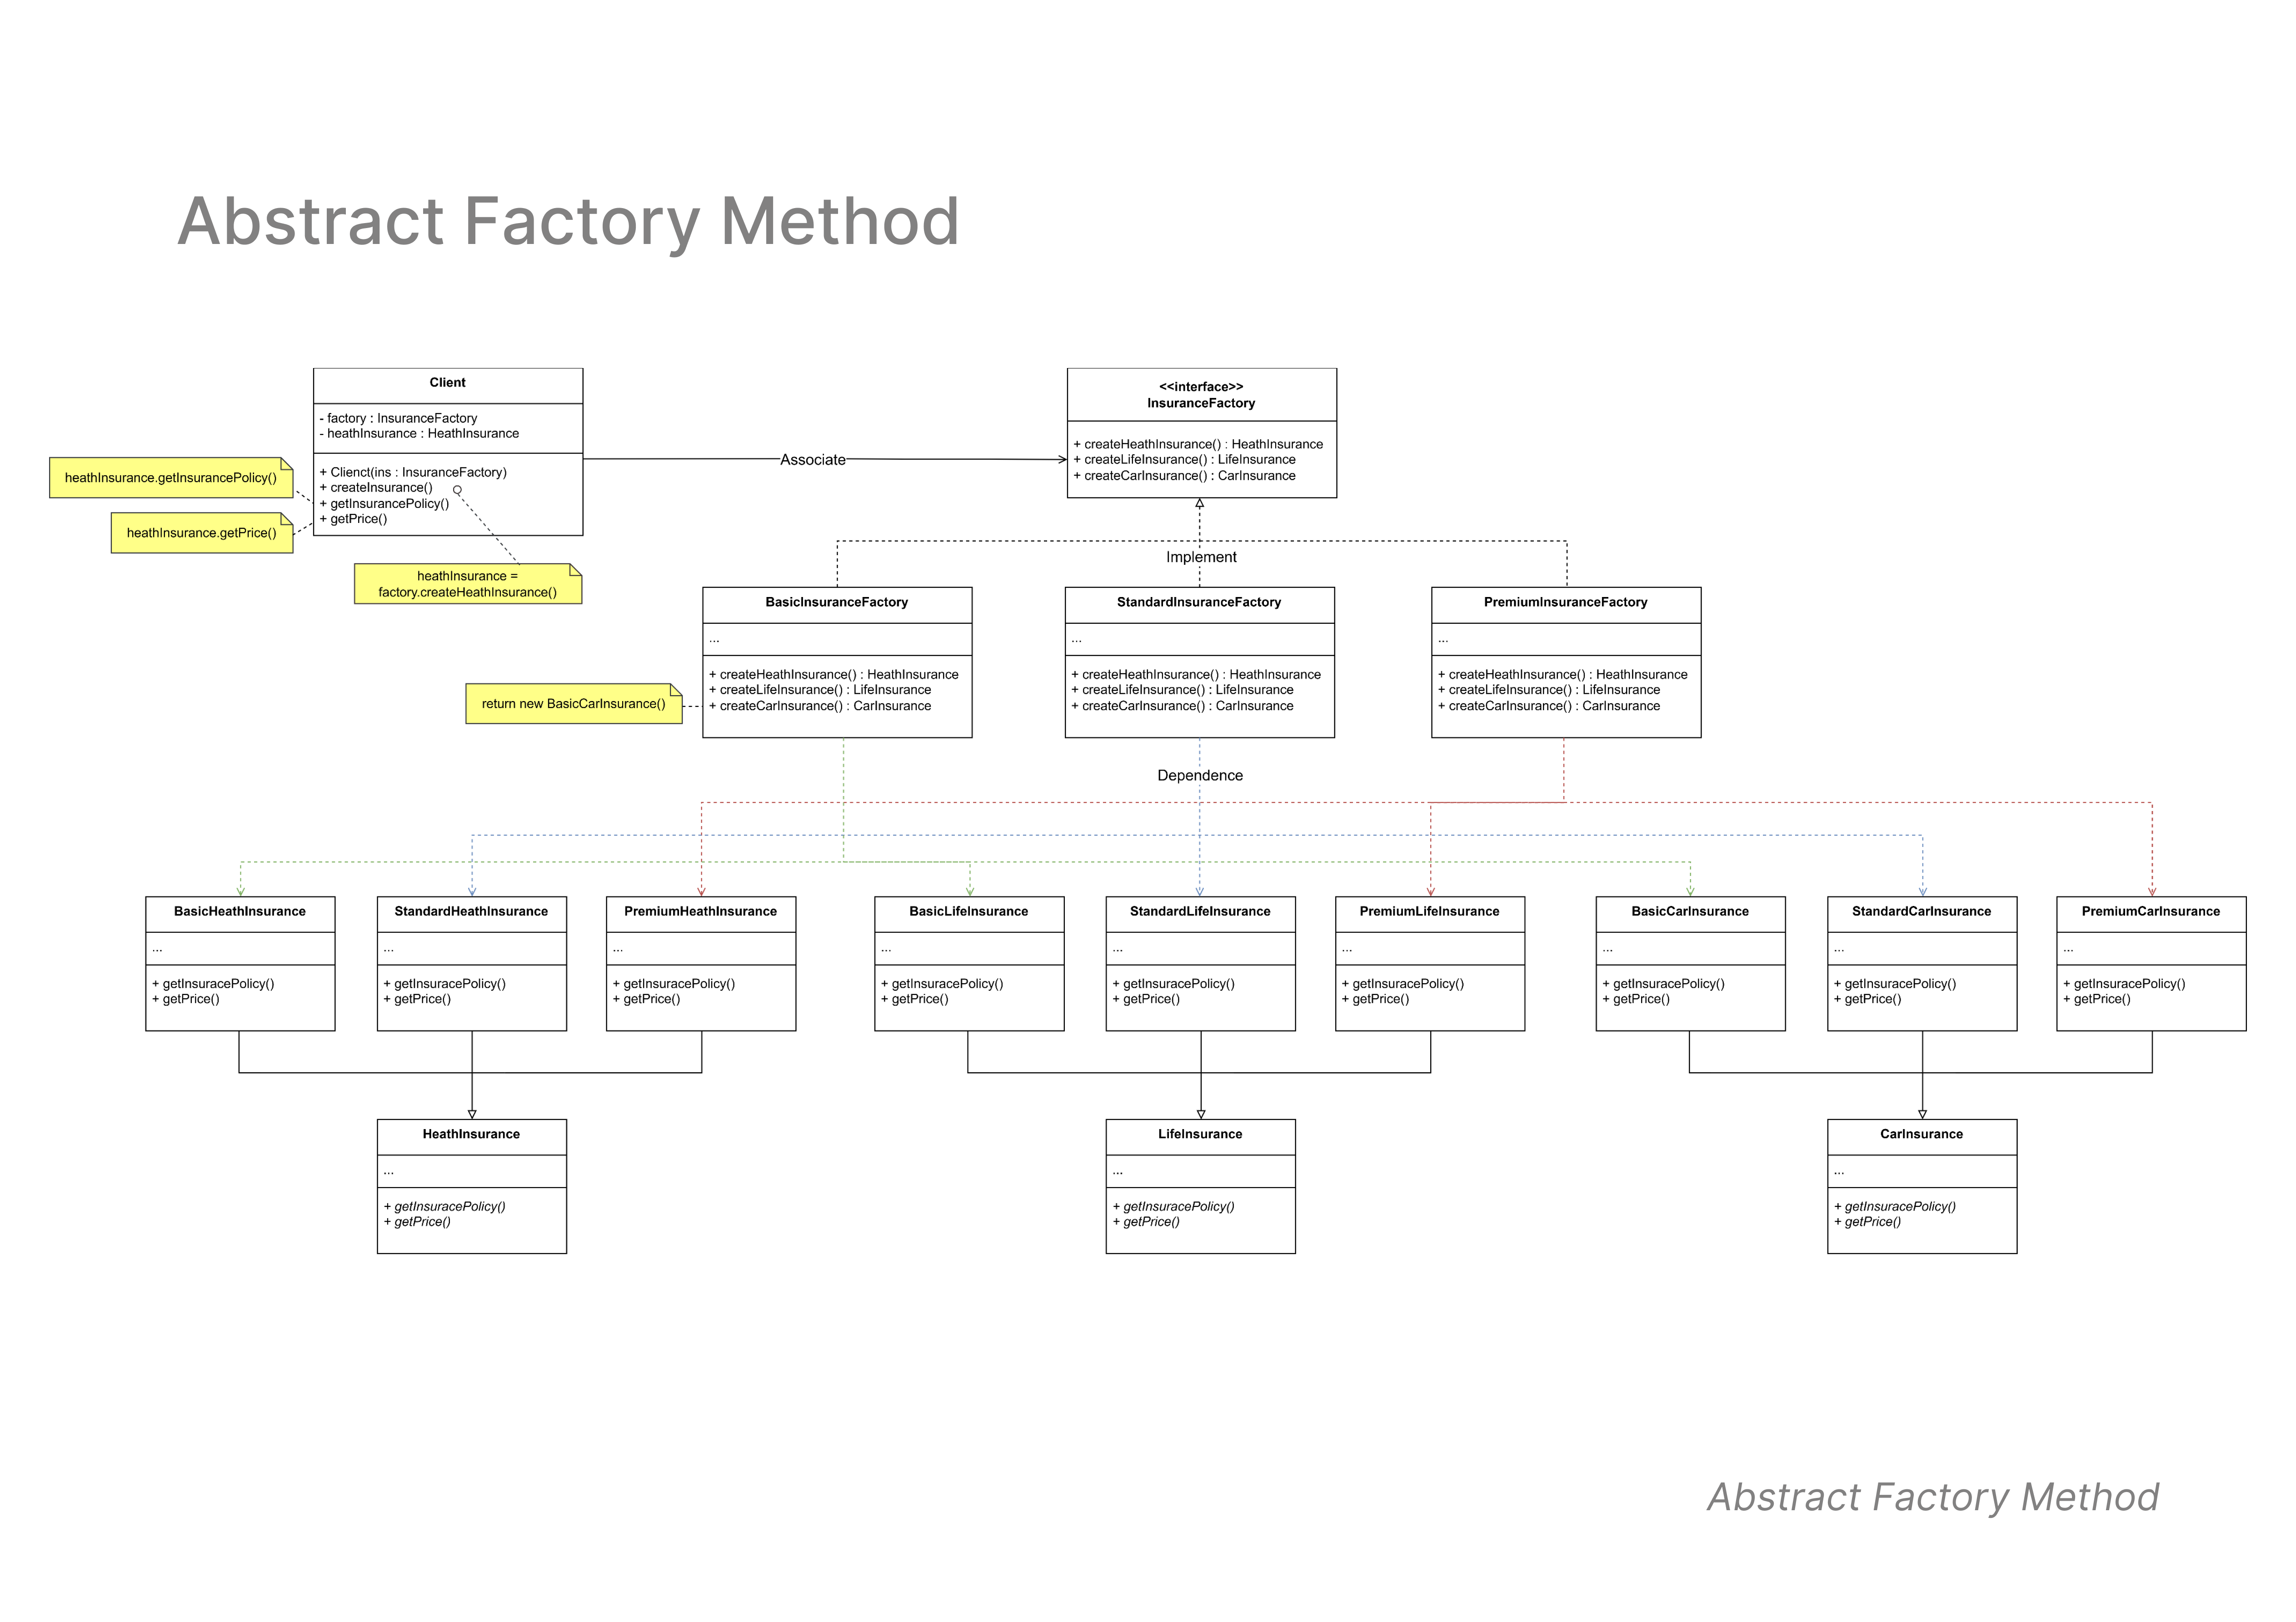 Abstract Factory Method
Client
- factory : InsuranceFactory
- heathInsurance : HeathInsurance
+ Clienct(ins : InsuranceFactory)
+ createInsurance()
+ getInsurancePolicy()
+ getPrice()
heathInsurance.getInsurancePolicy()
heathInsurance.getPrice()
heathInsurance =
factory.createHeathInsurance()
Associate
<<interface>>
InsuranceFactory
+ createHeathInsurance() : HeathInsurance
+ createLifeInsurance() : LifeInsurance
+ createCarInsurance() : CarInsurance
Implement
BasicInsuranceFactory
...
+ createHeathInsurance() : HeathInsurance
+ createLifeInsurance() : LifeInsurance
+ createCarInsurance() : CarInsurance
return new BasicCarInsurance()
StandardInsuranceFactory
...
+ createHeathInsurance() : HeathInsurance
+ createLifeInsurance() : LifeInsurance
+ createCarInsurance() : CarInsurance
PremiumInsuranceFactory
...
+ createHeathInsurance() : HeathInsurance
+ createLifeInsurance() : LifeInsurance
+ createCarInsurance() : CarInsurance
Dependence
BasicHeathInsurance
...
+ getInsuracePolicy()
+ getPrice()
StandardHeathInsurance
...
+ getInsuracePolicy()
+ getPrice()
PremiumHeathInsurance
...
+ getInsuracePolicy()
+ getPrice()
BasicLifeInsurance
...
+ getInsuracePolicy()
+ getPrice()
StandardLifeInsurance
...
+ getInsuracePolicy()
+ getPrice()
PremiumLifeInsurance
...
+ getInsuracePolicy()
+ getPrice()
BasicCarInsurance
...
+ getInsuracePolicy()
+ getPrice()
StandardCarInsurance
...
+ getInsuracePolicy()
+ getPrice()
PremiumCarInsurance
...
+ getInsuracePolicy()
+ getPrice()
HeathInsurance
...
+ getInsuracePolicy()
+ getPrice()
LifeInsurance
...
+ getInsuracePolicy()
+ getPrice()
CarInsurance
...
+ getInsuracePolicy()
+ getPrice()
Abstract Factory Method